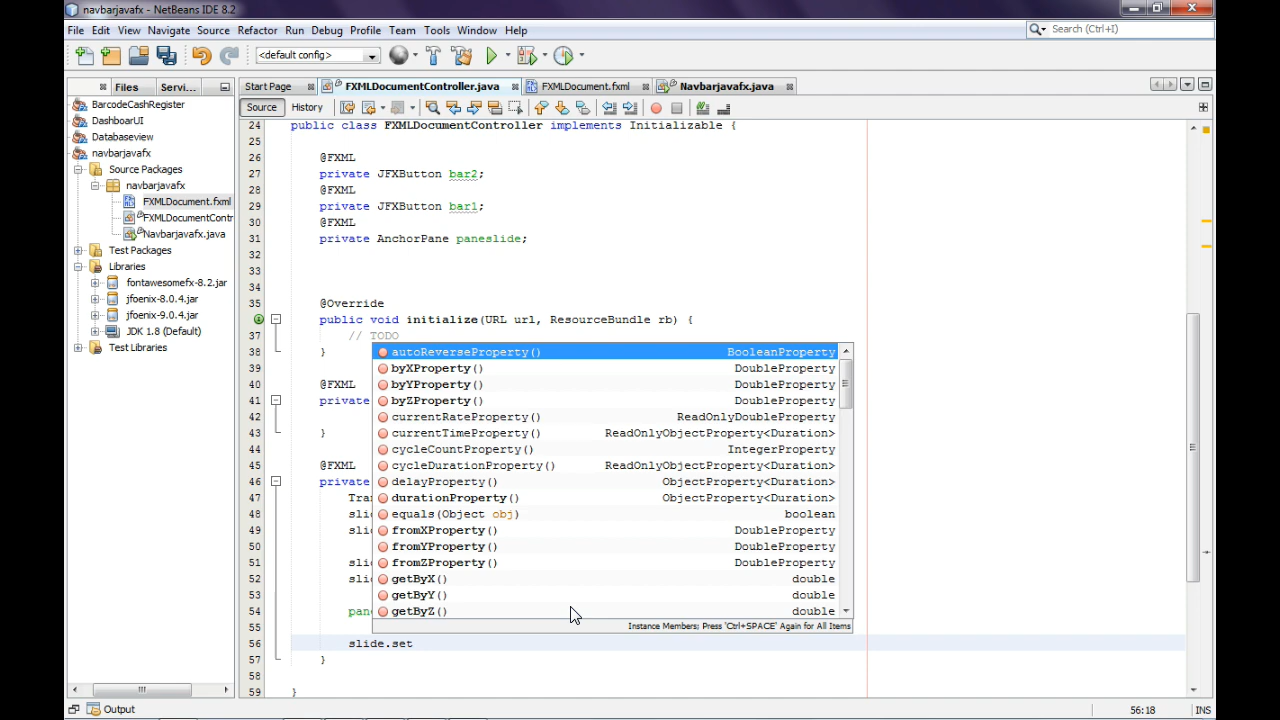 navbarjavafx - NetBeans IDE 8.2
File Edit View Navigate Source Refactor Run Debug Profile Team Tools Window Help
Search (Ctrl+I)
<default config>
Files Servi... Start Page FXMLDocumentController.java FXMLDocument.fxml Navbarjavafx.java
Source History
BarcodeCashRegister
DashboarUI
Databaseview
navbarjavafx
Source Packages
navbarjavafx
FXMLDocument.fxml
FXMLDocumentContr
Navbarjavafx.java
Test Packages
Libraries
fontawesomefx-8.2.jar
jfoenix-8.0.4.jar
jfoenix-9.0.4.jar
JDK 1.8 (Default)
Test Libraries
24 public class FXMLDocumentController implements Initializable {
25
26 @FXML
27 private JFXButton bar2;
28 @FXML
29 private JFXButton bar1;
30 @FXML
31 private AnchorPane paneslide;
32
33
34
35 @Override
public void initialize(URL url, ResourceBundle rb) {
37 // TODO
38 }
39
40 @FXML
41 private
42
43 }
44
45 @FXML
46 private
47 Tra
48 sli
49 sli
50
51 sli
52 sli
53
54 pan
55
56 slide.set
57 }
58
59 }
autoReverseProperty() BooleanProperty
byXProperty() DoubleProperty
byYProperty() DoubleProperty
byZProperty() DoubleProperty
currentRateProperty() ReadOnlyDoubleProperty
currentTimeProperty() ReadOnlyObjectProperty<Duration>
cycleCountProperty() IntegerProperty
cycleDurationProperty() ReadOnlyObjectProperty<Duration>
delayProperty() ObjectProperty<Duration>
durationProperty() ObjectProperty<Duration>
equals(Object obj) boolean
fromXProperty() DoubleProperty
fromYProperty() DoubleProperty
fromZProperty() DoubleProperty
getByX() double
getByY() double
getByZ() double
Instance Members; Press 'Ctrl+SPACE' Again for All Items
Output
56:18 INS